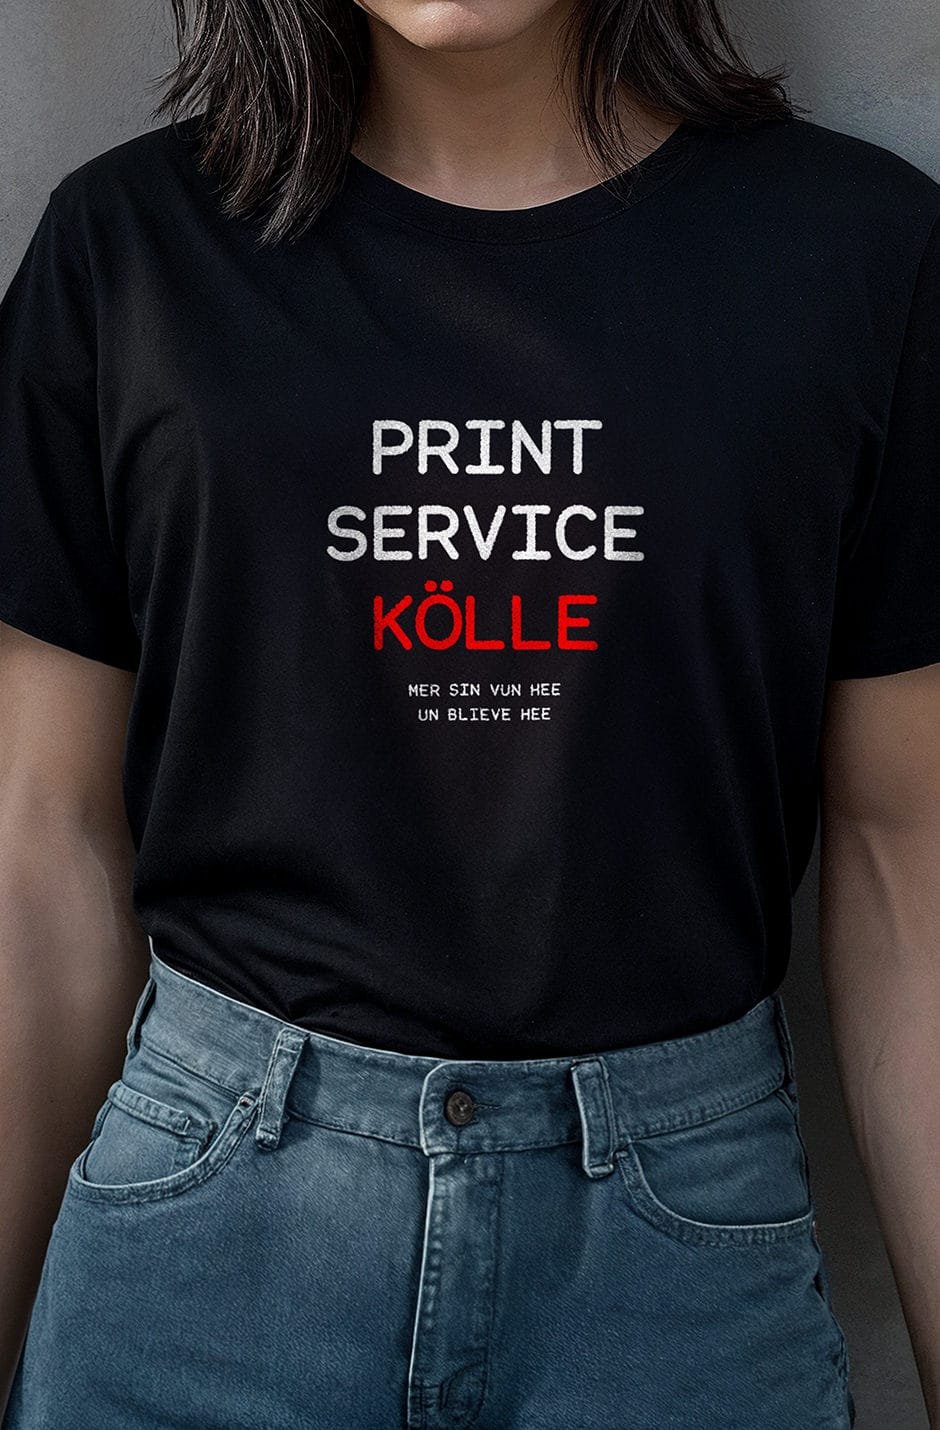 PRINT
SERVICE
KÖLLE
MER SIN VUN HEE
UN BLIEVE HEE